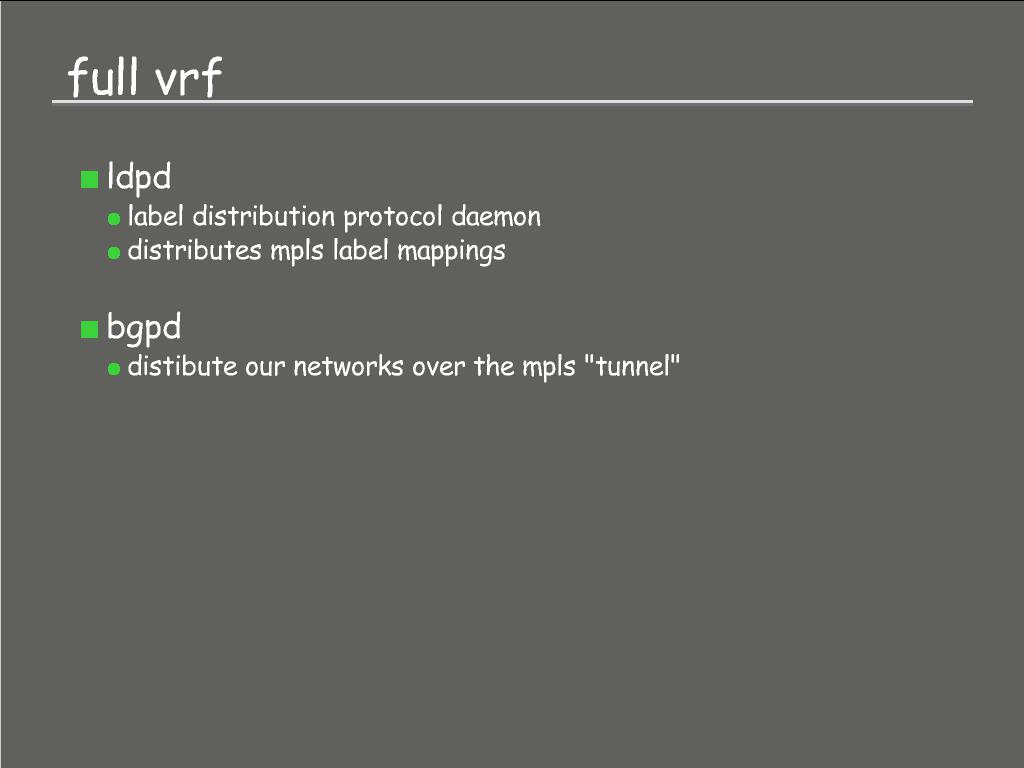 full vrf
ldpd
label distribution protocol daemon
distributes mpls label mappings
bgpd
distibute our networks over the mpls "tunnel"